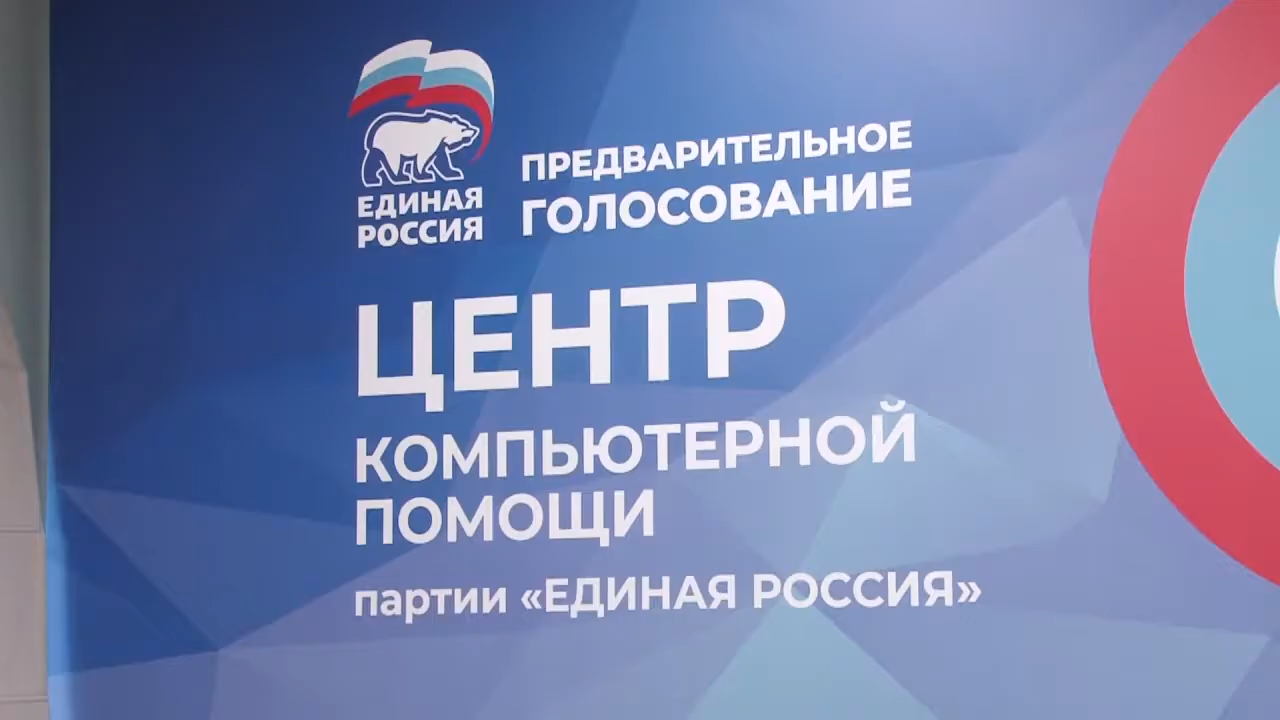 ЕДИНАЯ
РОССИЯ
ПРЕДВАРИТЕЛЬНОЕ
ГОЛОСОВАНИЕ
ЦЕНТР
КОМПЬЮТЕРНОЙ
ПОМОЩИ
партии «ЕДИНАЯ РОССИЯ»